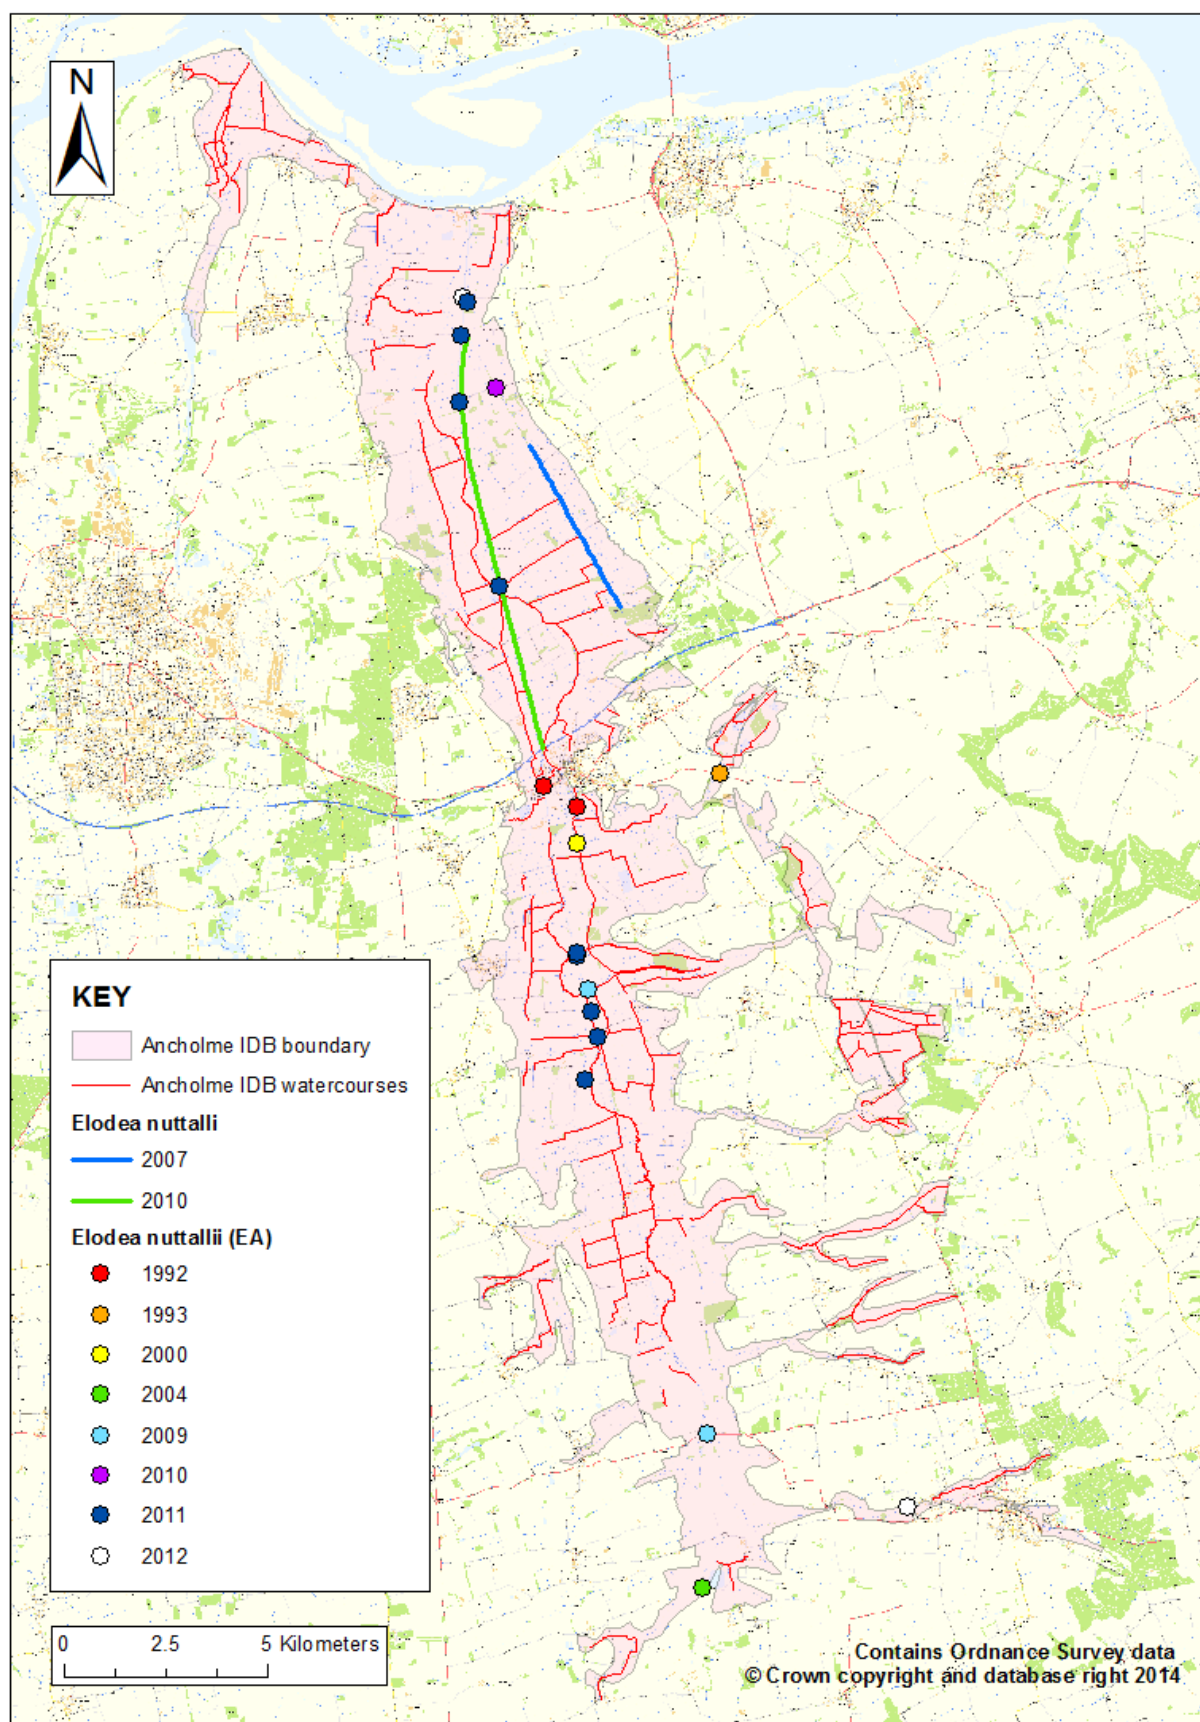 N
KEY
Ancholme IDB boundary
Ancholme IDB watercourses
Elodea nuttalli
2007
2010
Elodea nuttallii (EA)
1992
1993
2000
2004
2009
2010
2011
2012
0 2.5 5 Kilometers
Contains Ordnance Survey data
© Crown copyright and database right 2014